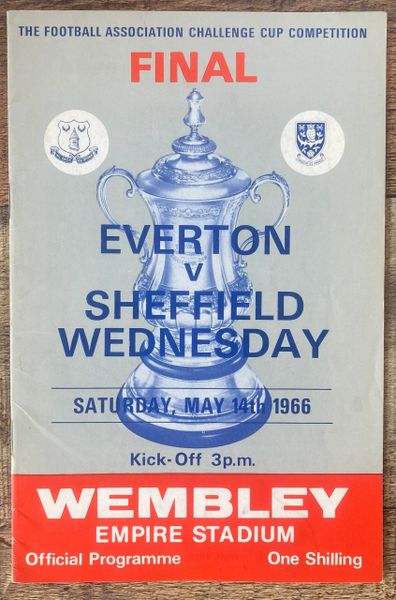 THE FOOTBALL ASSOCIATION CHALLENGE CUP COMPETITION
FINAL
EVERTON
V
SHEFFIELD
WEDNESDAY
SATURDAY, MAY 14th 1966
Kick-Off 3p.m.
WEMBLEY
EMPIRE STADIUM
Official Programme One Shilling